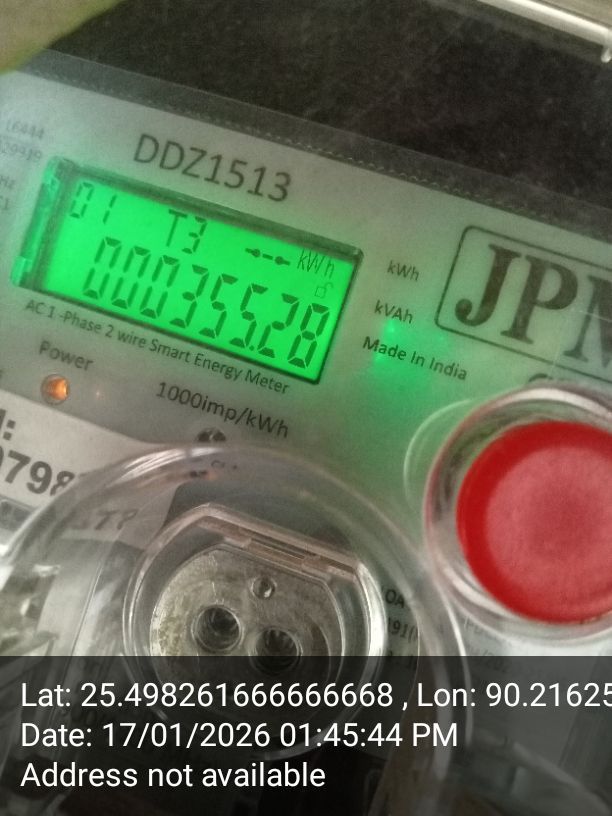 DDZ1513
01 T3 kWh
000355.28
kWh
kVAh
Made In India
JPM
AC 1-Phase 2 wire Smart Energy Meter
Power
1000imp/kWh
Lat: 25.498261666666668 , Lon: 90.21625
Date: 17/01/2026 01:45:44 PM
Address not available